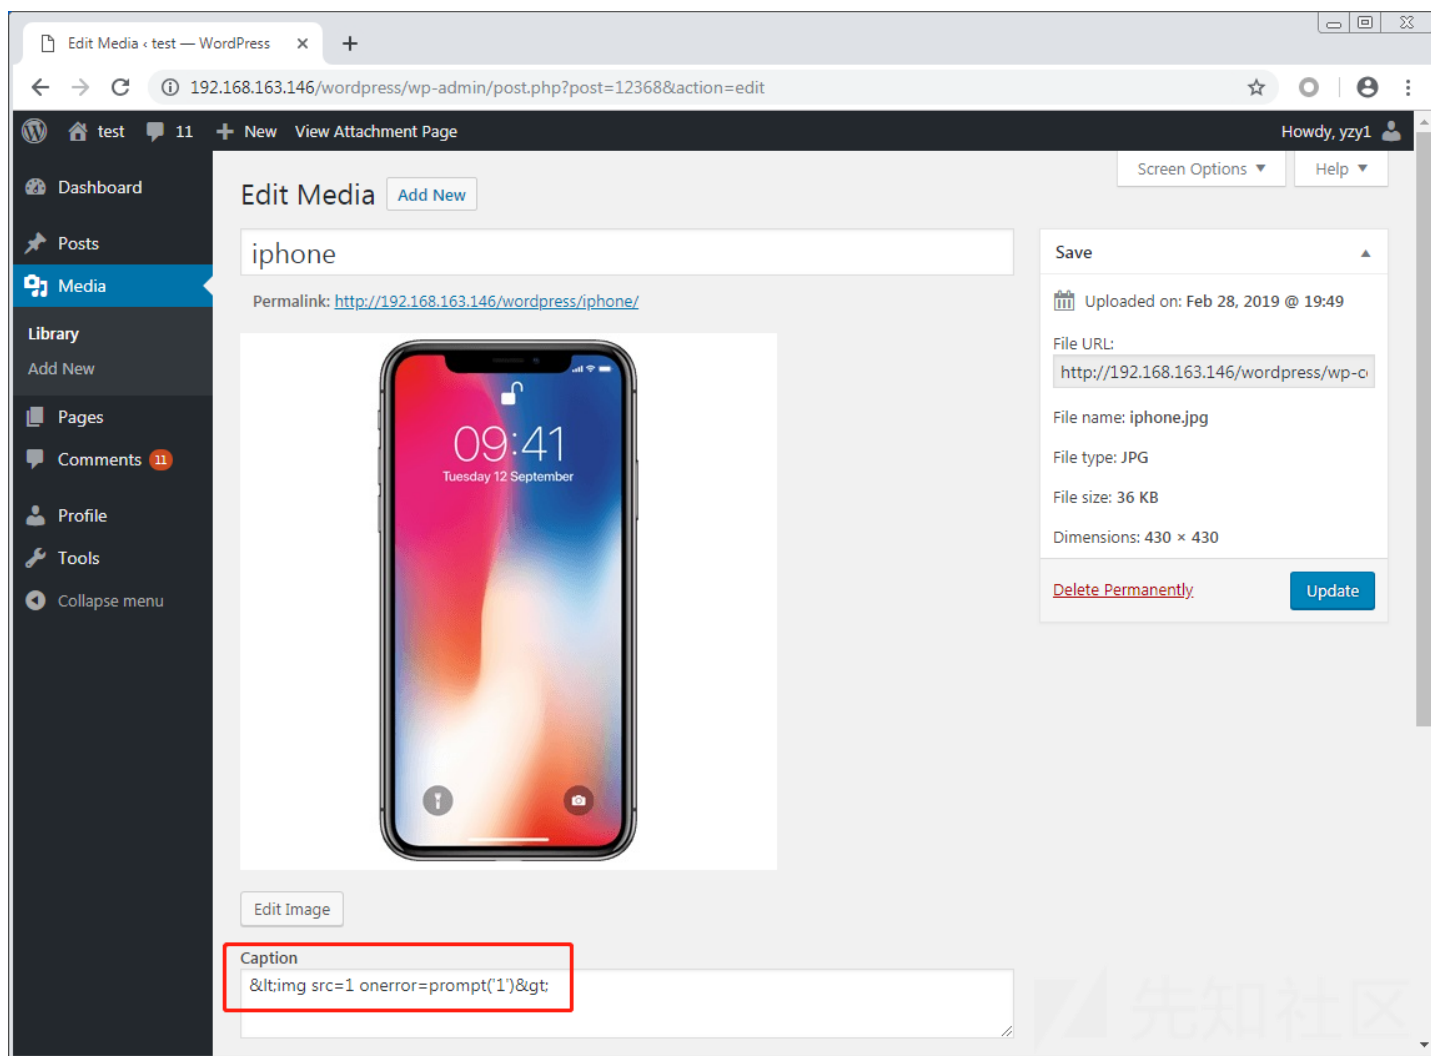 Edit Media ‹ test — WordPress
192.168.163.146/wordpress/wp-admin/post.php?post=12368&action=edit
test 11 New View Attachment Page Howdy, yzy1
Screen Options Help
Dashboard
Posts
Media
Library
Add New
Pages
Comments 11
Profile
Tools
Collapse menu
Edit Media Add New
iphone
Permalink: http://192.168.163.146/wordpress/iphone/
09:41
Tuesday 12 September
Edit Image
Caption
&lt;img src=1 onerror=prompt('1')&gt;
Save
Uploaded on: Feb 28, 2019 @ 19:49
File URL:
http://192.168.163.146/wordpress/wp-c
File name: iphone.jpg
File type: JPG
File size: 36 KB
Dimensions: 430 × 430
Delete Permanently Update
先知社区